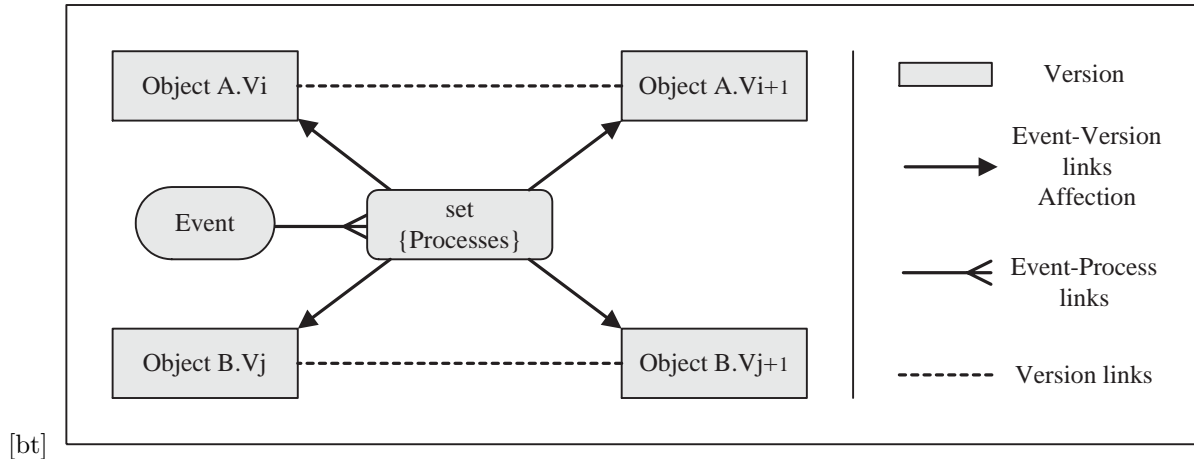 Object A.Vi
Object A.Vi+1
Event
set
{Processes}
Object B.Vj
Object B.Vj+1
Version
Event-Version
links
Affection
Event-Process
links
Version links
[bt]